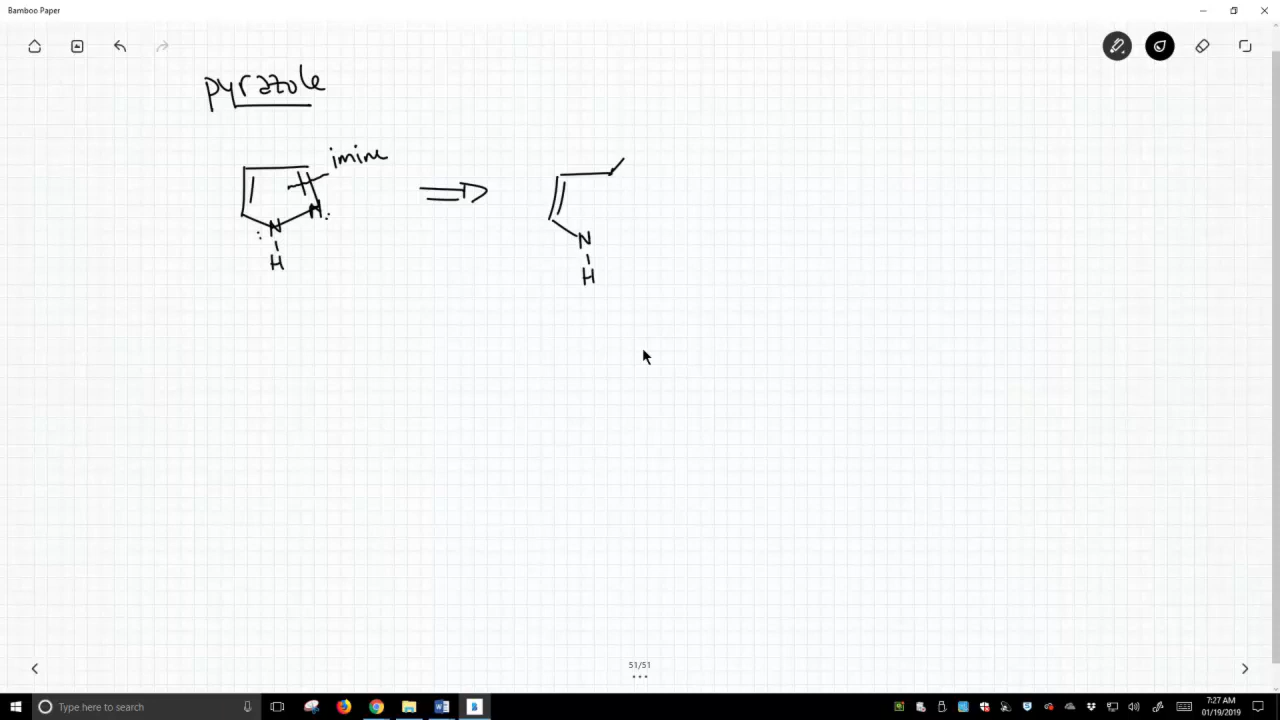 Bamboo Paper
pyrazole
imine
N
N
H
N
H
51/51
Type here to search
7:27 AM
01/19/2019